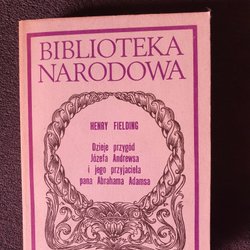 BIBLIOTEKA
NARODOWA
HENRY FIELDING
Dzieje przygód
Józefa Andrewsa
i jego przyjaciela
pana Abrahama Adamsa